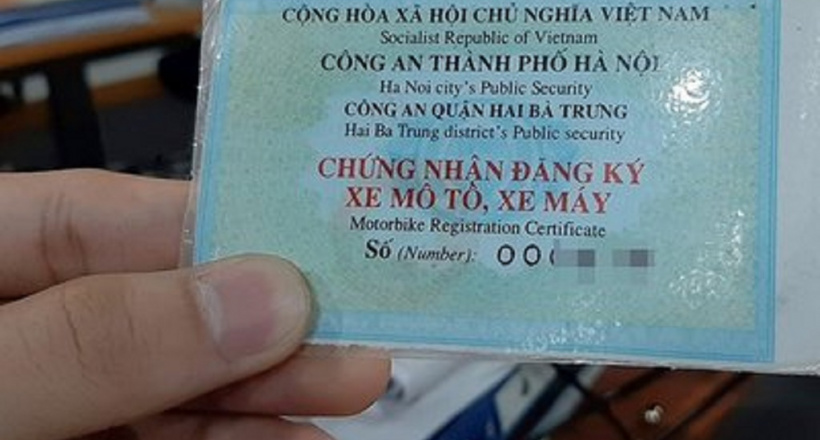 CỘNG HÒA XÃ HỘI CHỦ NGHĨA VIỆT NAM
Socialist Republic of Vietnam
CÔNG AN THÀNH PHỐ HÀ NỘI
Ha Noi city's Public Security
CÔNG AN QUẬN HAI BÀ TRƯNG
Hai Ba Trung district's Public security
CHỨNG NHẬN ĐĂNG KÝ
XE MÔ TÔ, XE MÁY
Motorbike Registration Certificate
Số (Number): 00